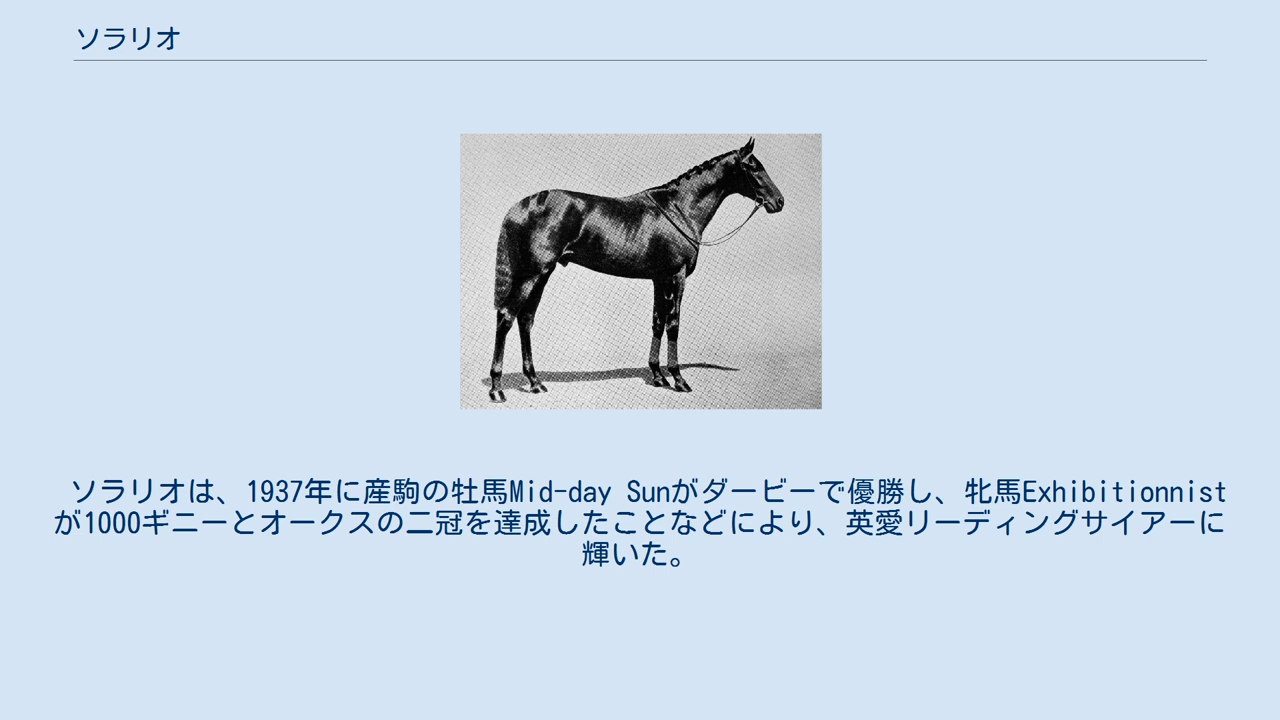 ソラリオ
ソラリオは、1937年に産駒の牡馬Mid-day Sunがダービーで優勝し、牝馬Exhibitionnist
が1000ギニーとオークスの二冠を達成したことなどにより、英愛リーディングサイアーに
輝いた。